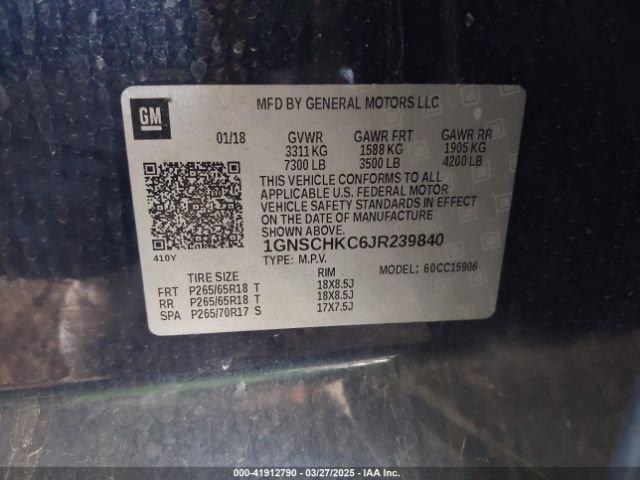 GM
MFD BY GENERAL MOTORS LLC
01/18 GVWR GAWR FRT GAWR RR
3311 KG 1588 KG 1905 KG
7300 LB 3500 LB 4200 LB
THIS VEHICLE CONFORMS TO ALL
APPLICABLE U.S. FEDERAL MOTOR
VEHICLE SAFETY STANDARDS IN EFFECT
ON THE DATE OF MANUFACTURE
SHOWN ABOVE.
1GNSCHKC6JR239840
410Y TYPE: M.P.V.
MODEL: 60CC15906
TIRE SIZE RIM
FRT P265/65R18 T 18X8.5J
RR P265/65R18 T 18X8.5J
SPA P265/70R17 S 17X7.5J
000-41912790 — 03/27/2025 — IAA Inc.